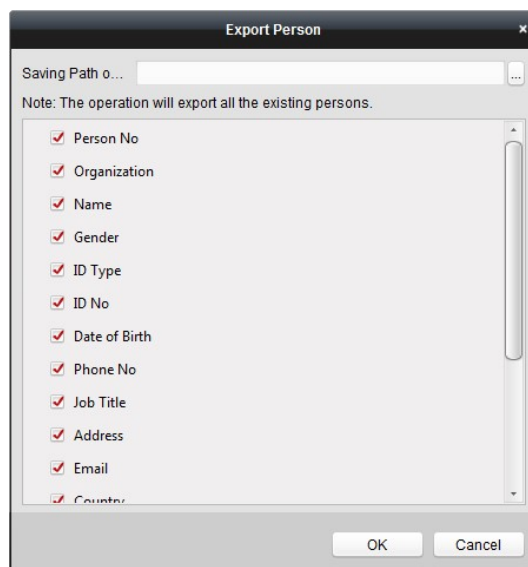 Export Person
Saving Path o...
...
Note: The operation will export all the existing persons.
Person No
Organization
Name
Gender
ID Type
ID No
Date of Birth
Phone No
Job Title
Address
Email
Country
OK Cancel